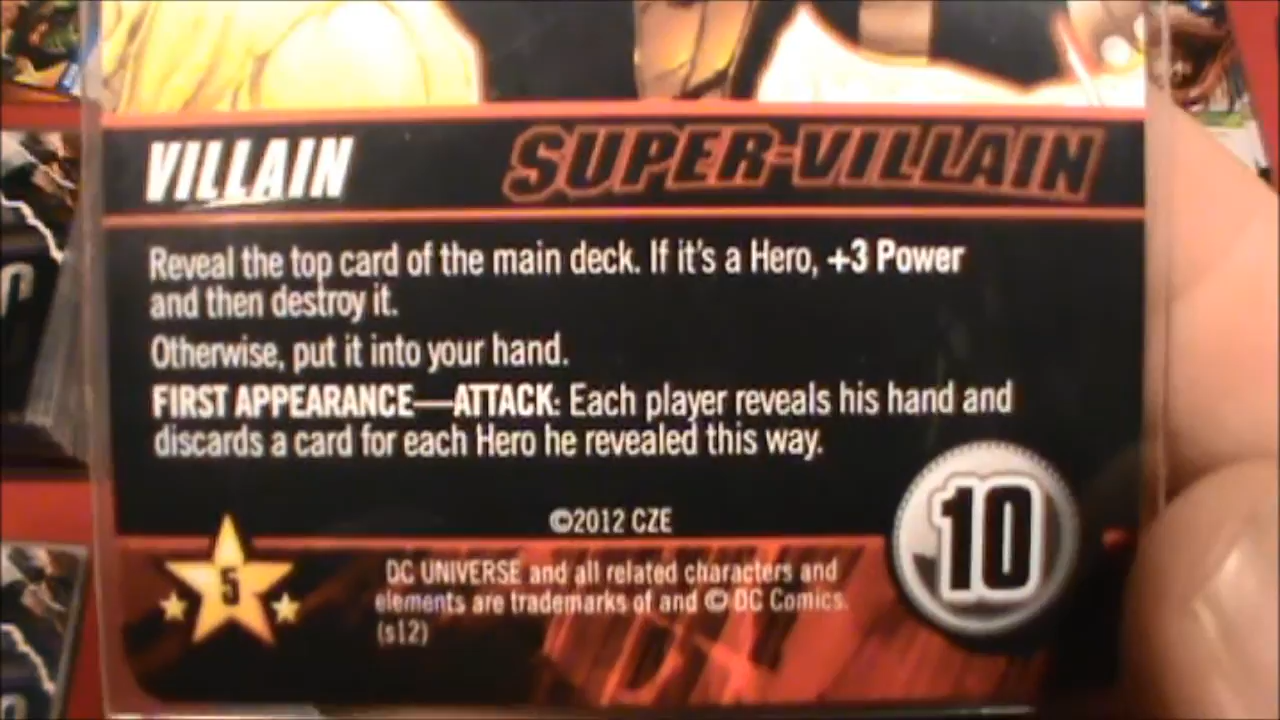 VILLAIN SUPER-VILLAIN
Reveal the top card of the main deck. If it's a Hero, +3 Power
and then destroy it.
Otherwise, put it into your hand.
FIRST APPEARANCE—ATTACK: Each player reveals his hand and
discards a card for each Hero he revealed this way.
©2012 CZE
10
5
DC UNIVERSE and all related characters and
elements are trademarks of and © DC Comics.
(s12)